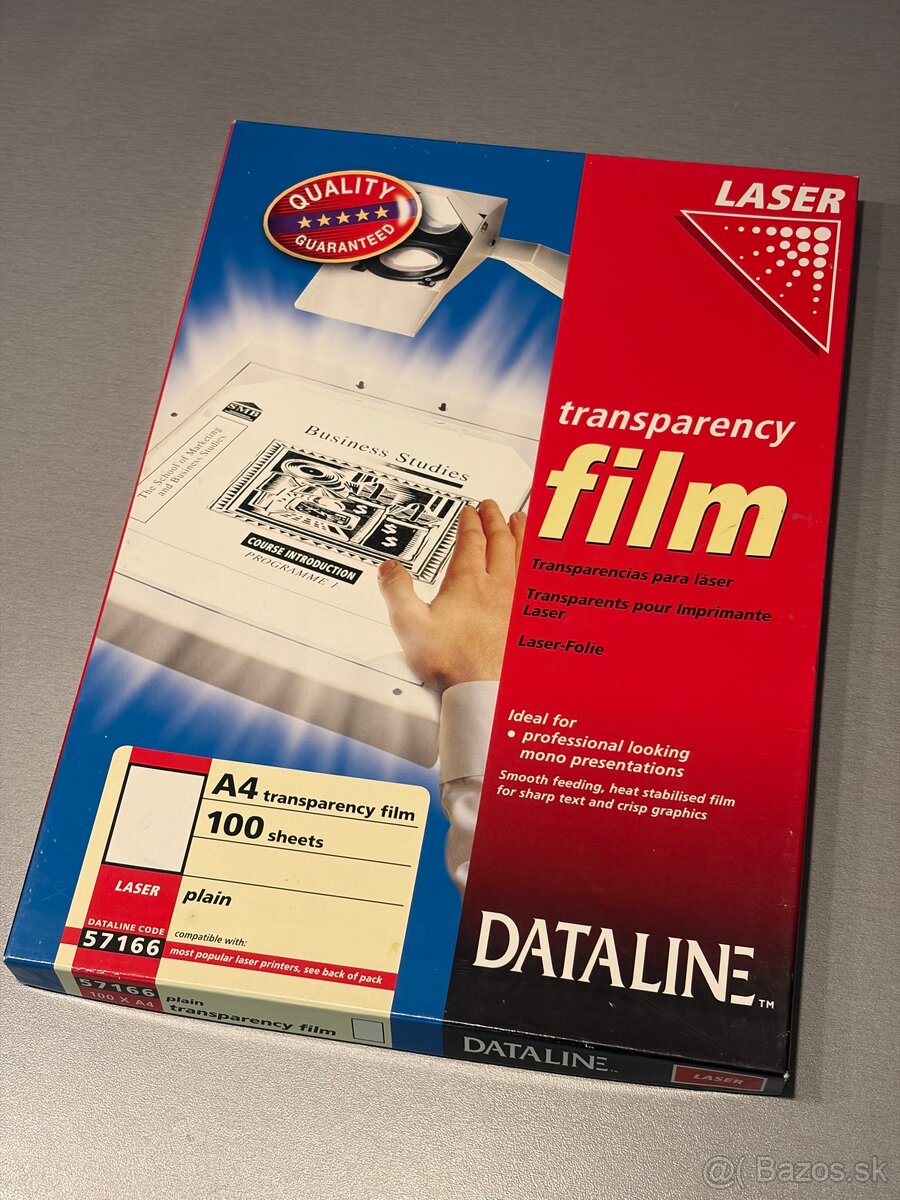 QUALITY
GUARANTEED
LASER
SMB
The School of Marketing
and Business Studies
Business Studies
COURSE INTRODUCTION
PROGRAMME 1
transparency
film
Transparencias para láser
Transparents pour Imprimante
Laser
Laser-Folie
Ideal for
• professional looking
mono presentations
Smooth feeding, heat stabilised film
for sharp text and crisp graphics
A4 transparency film
100 sheets
plain
LASER
DATALINE CODE
57166
compatible with:
most popular laser printers, see back of pack
DATALINE™
57166
100 X A4
plain
transparency film
DATALINE™
LASER
@( Bazos.sk